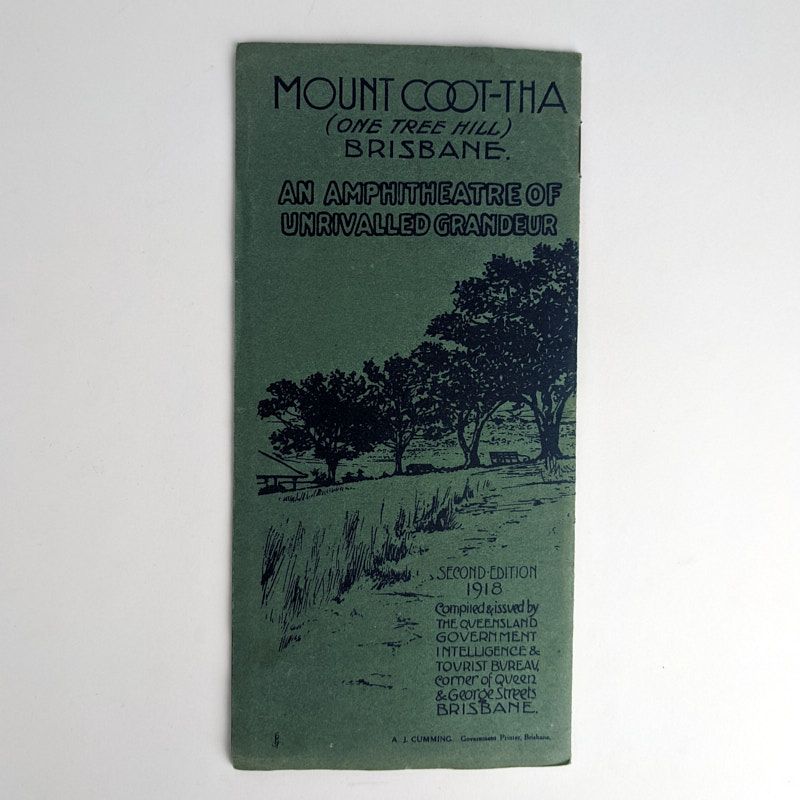 MOUNT COOT-THA
(ONE TREE HILL)
BRISBANE.
AN AMPHITHEATRE OF
UNRIVALLED GRANDEUR
SECOND·EDITION
1918
Compiled & issued by
THE QUEENSLAND
GOVERNMENT
INTELLIGENCE &
TOURIST BUREAU,
corner of Queen
& George Streets
BRISBANE.
A. J. CUMMING. Government Printer, Brisbane.